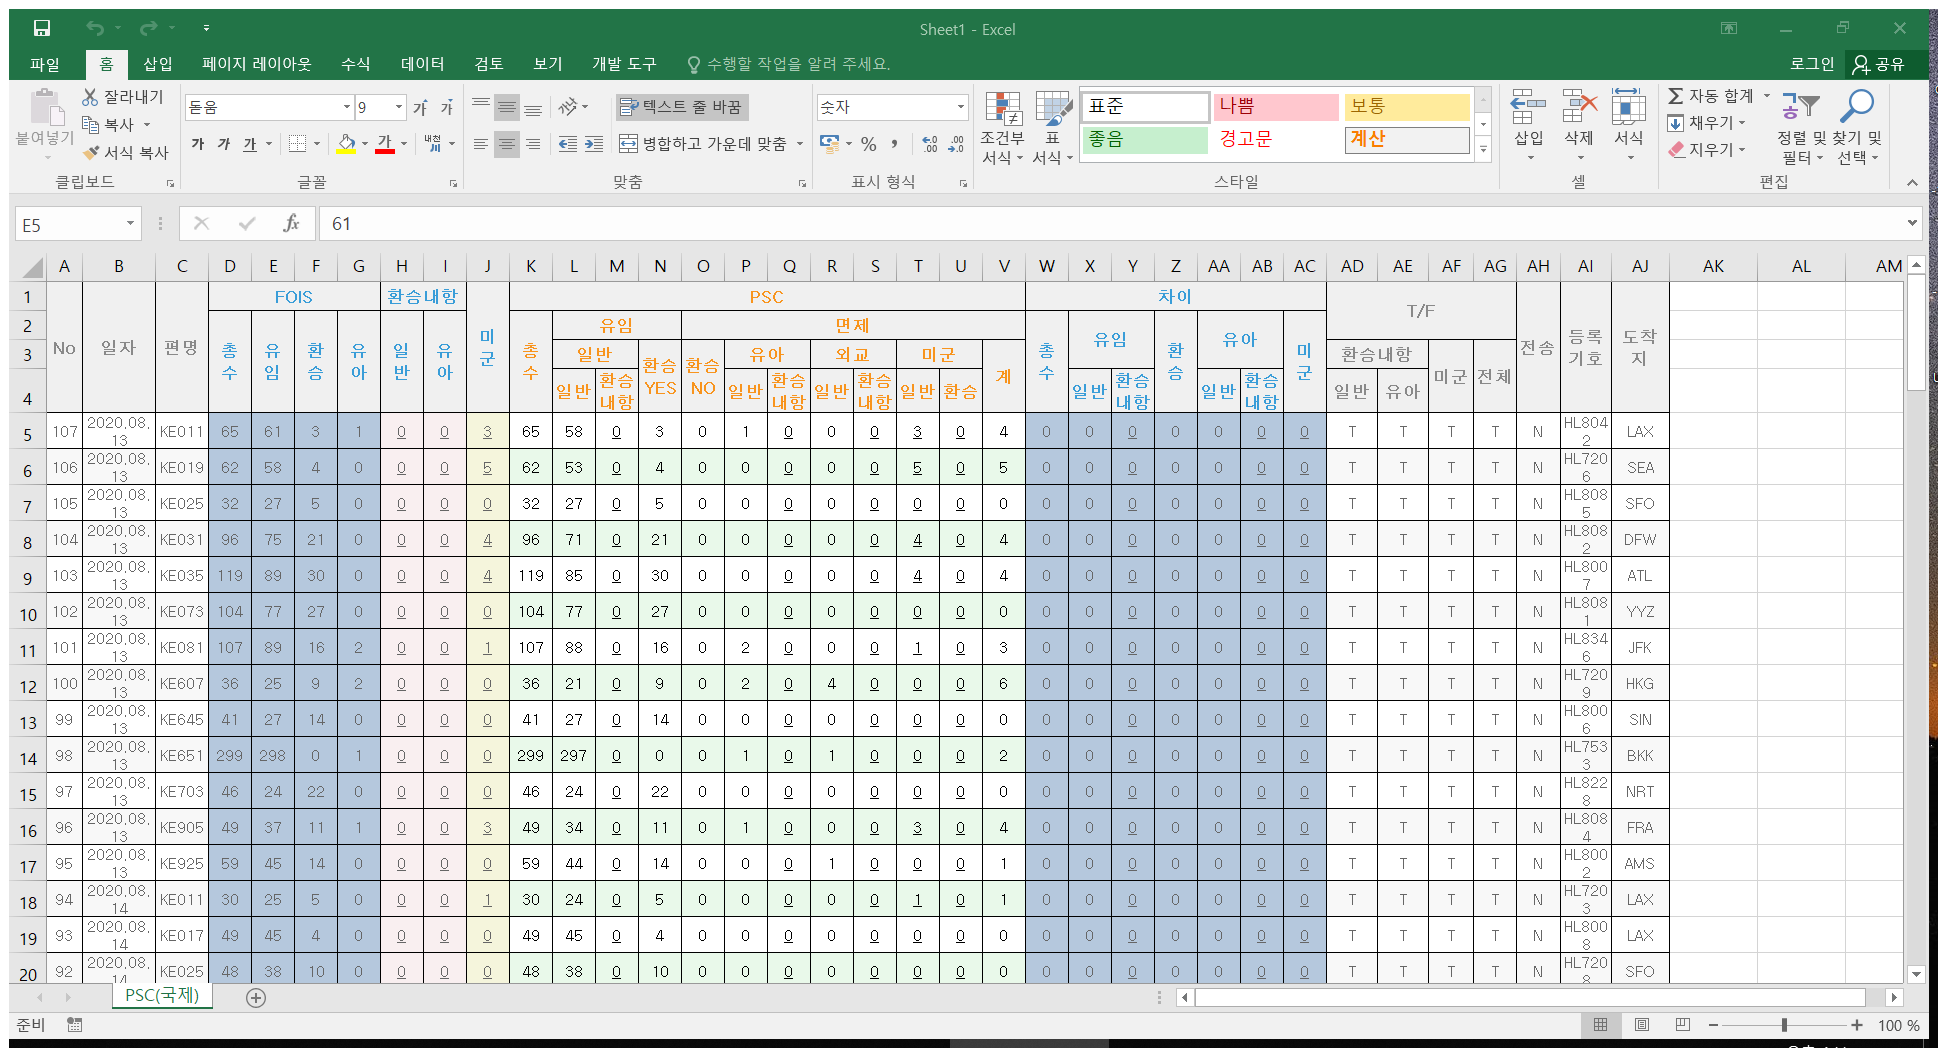 Sheet1 - Excel
파일 홈 삽입 페이지 레이아웃 수식 데이터 검토 보기 개발 도구 수행할 작업을 알려 주세요. 로그인 공유
붙여넣기 잘라내기 복사 서식 복사 클립보드
돋움 9 가 가 가 가 가 가 내천 글꼴
텍스트 줄 바꿈 병합하고 가운데 맞춤 맞춤
숫자 % , 표시 형식
조건부 서식 표 서식 표준 나쁨 보통 좋음 경고문 계산 스타일
삽입 삭제 서식 셀
자동 합계 채우기 지우기 정렬 및 필터 찾기 및 선택 편집
E5 fx 61
A B C D E F G H I J K L M N O P Q R S T U V W X Y Z AA AB AC AD AE AF AG AH AI AJ AK AL AM
1 No 일자 편명 FOIS 환승내항 미군 PSC 차이 T/F 전송 등록기호 도착지
2 총수 유임 환승 유아 일반 유아 총수 유임 면제 총수 유임 환승 유아 미군
3 일반 환승YES 환승NO 유아 외교 미군 계 환승내항 미군 전체
4 일반 환승내항 일반 환승내항 일반 환승내항 일반 환승 일반 환승내항 일반 환승내항 일반 유아
5 107 2020.08.13 KE011 65 61 3 1 0 0 3 65 58 0 3 0 1 0 0 0 3 0 4 0 0 0 0 0 0 0 T T T T N HL8042 LAX
6 106 2020.08.13 KE019 62 58 4 0 0 0 5 62 53 0 4 0 0 0 0 0 5 0 5 0 0 0 0 0 0 0 T T T T N HL7206 SEA
7 105 2020.08.13 KE025 32 27 5 0 0 0 0 32 27 0 5 0 0 0 0 0 0 0 0 0 0 0 0 0 0 0 T T T T N HL8085 SFO
8 104 2020.08.13 KE031 96 75 21 0 0 0 4 96 71 0 21 0 0 0 0 0 4 0 4 0 0 0 0 0 0 0 T T T T N HL8082 DFW
9 103 2020.08.13 KE035 119 89 30 0 0 0 4 119 85 0 30 0 0 0 0 0 4 0 4 0 0 0 0 0 0 0 T T T T N HL8007 ATL
10 102 2020.08.13 KE073 104 77 27 0 0 0 0 104 77 0 27 0 0 0 0 0 0 0 0 0 0 0 0 0 0 0 T T T T N HL8081 YYZ
11 101 2020.08.13 KE081 107 89 16 2 0 0 1 107 88 0 16 0 2 0 0 0 1 0 3 0 0 0 0 0 0 0 T T T T N HL8346 JFK
12 100 2020.08.13 KE607 36 25 9 2 0 0 0 36 21 0 9 0 2 0 4 0 0 0 6 0 0 0 0 0 0 0 T T T T N HL7209 HKG
13 99 2020.08.13 KE645 41 27 14 0 0 0 0 41 27 0 14 0 0 0 0 0 0 0 0 0 0 0 0 0 0 0 T T T T N HL8006 SIN
14 98 2020.08.13 KE651 299 298 0 1 0 0 0 299 297 0 0 0 1 0 1 0 0 0 2 0 0 0 0 0 0 0 T T T T N HL7533 BKK
15 97 2020.08.13 KE703 46 24 22 0 0 0 0 46 24 0 22 0 0 0 0 0 0 0 0 0 0 0 0 0 0 0 T T T T N HL8228 NRT
16 96 2020.08.13 KE905 49 37 11 1 0 0 3 49 34 0 11 0 1 0 0 0 3 0 4 0 0 0 0 0 0 0 T T T T N HL8084 FRA
17 95 2020.08.13 KE925 59 45 14 0 0 0 0 59 44 0 14 0 0 0 1 0 0 0 1 0 0 0 0 0 0 0 T T T T N HL8002 AMS
18 94 2020.08.14 KE011 30 25 5 0 0 0 1 30 24 0 5 0 0 0 0 0 1 0 1 0 0 0 0 0 0 0 T T T T N HL7203 LAX
19 93 2020.08.14 KE017 49 45 4 0 0 0 0 49 45 0 4 0 0 0 0 0 0 0 0 0 0 0 0 0 0 0 T T T T N HL8008 LAX
20 92 2020.08.14 KE025 48 38 10 0 0 0 0 48 38 0 10 0 0 0 0 0 0 0 0 0 0 0 0 0 0 0 T T T T N HL7208 SFO
PSC(국제)
준비 100 %